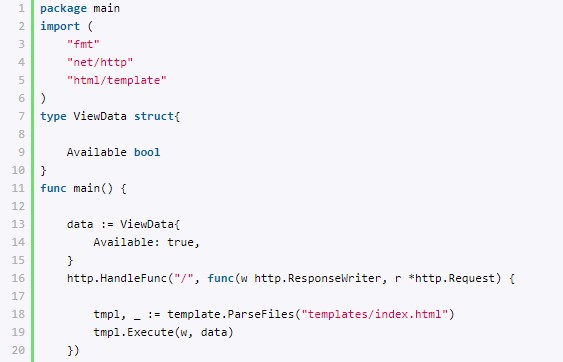 1 package main
2 import (
3     "fmt"
4     "net/http"
5     "html/template"
6 )
7 type ViewData struct{
8
9     Available bool
10 }
11 func main() {
12
13     data := ViewData{
14         Available: true,
15     }
16     http.HandleFunc("/", func(w http.ResponseWriter, r *http.Request) {
17
18         tmpl, _ := template.ParseFiles("templates/index.html")
19         tmpl.Execute(w, data)
20     })